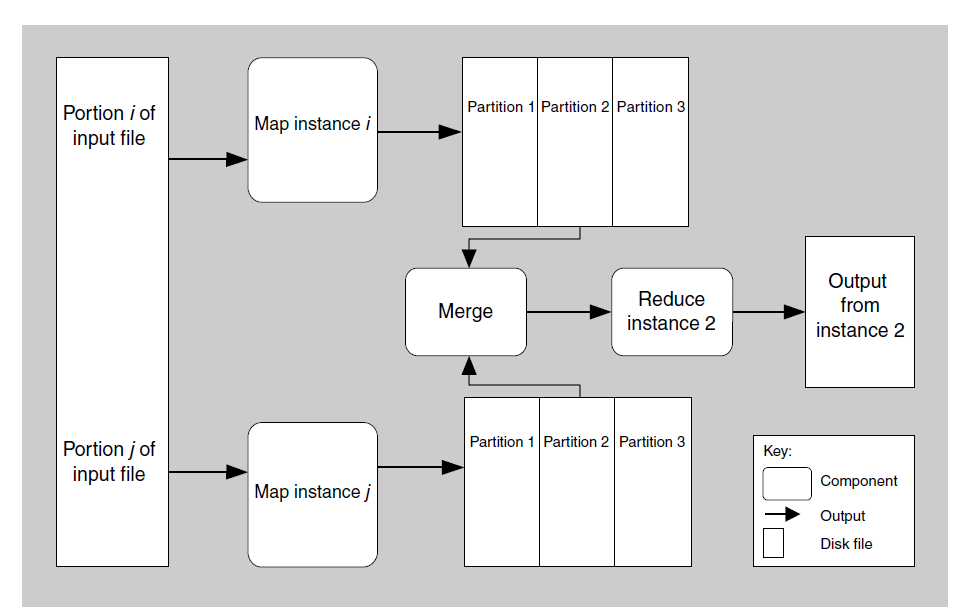 Portion i of
input file
Map instance i
Partition 1
Partition 2
Partition 3
Merge
Reduce
instance 2
Output
from
instance 2
Portion j of
input file
Map instance j
Partition 1
Partition 2
Partition 3
Key:
Component
Output
Disk file